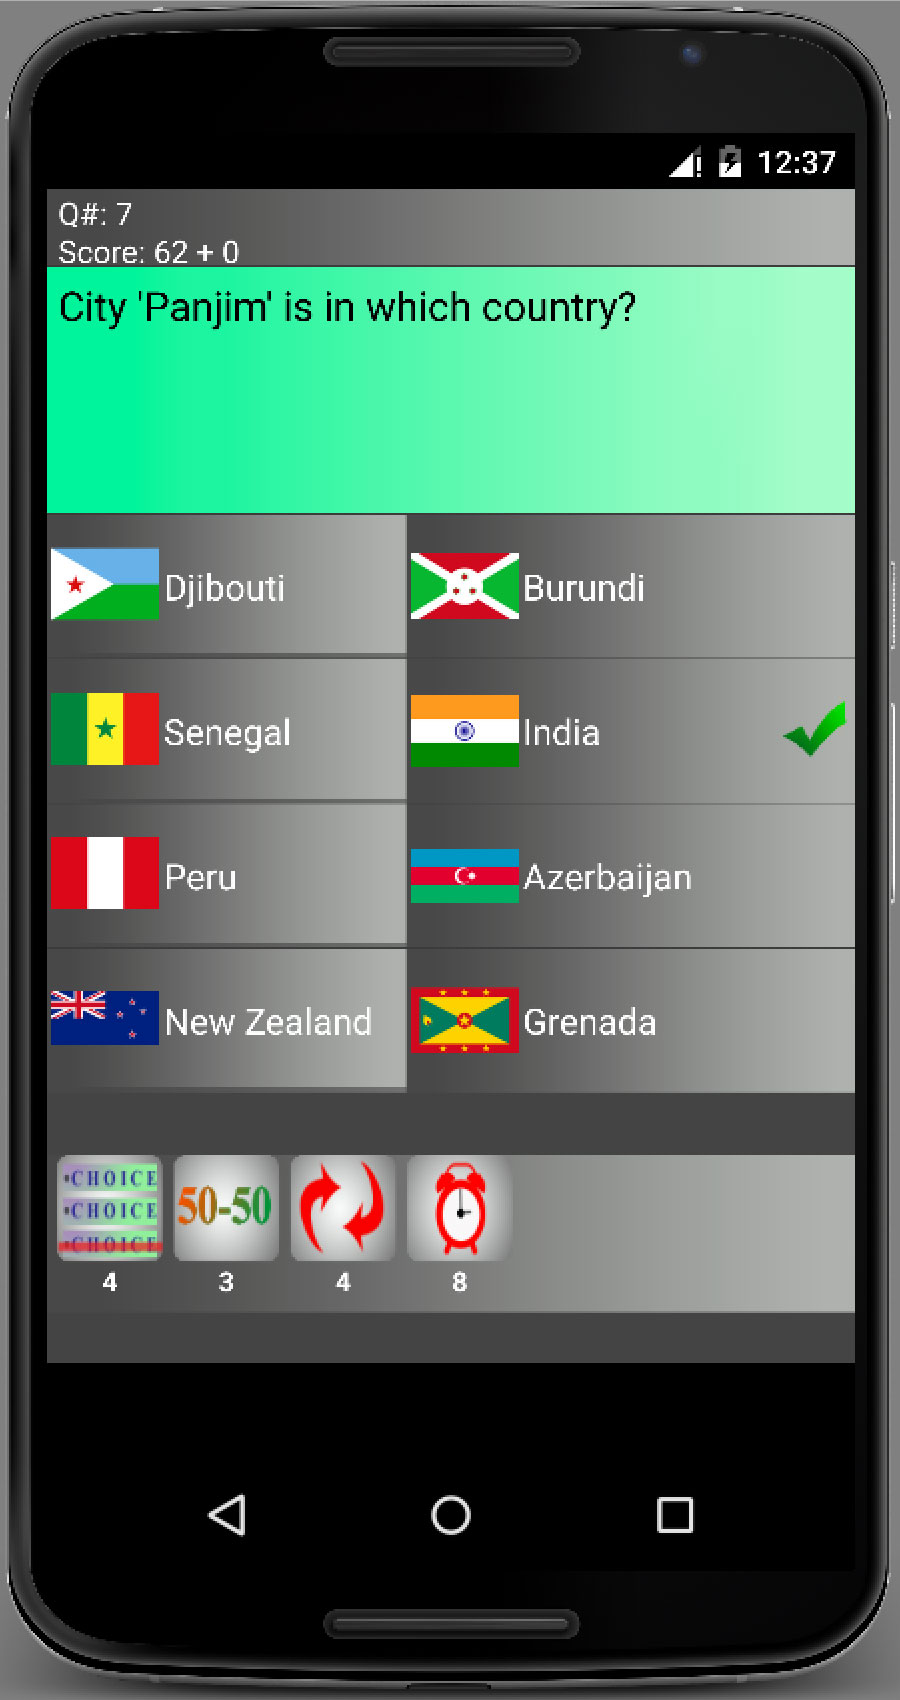 12:37
Q#: 7
Score: 62 + 0
City 'Panjim' is in which country?
Djibouti
Burundi
Senegal
India
Peru
Azerbaijan
New Zealand
Grenada
•CHOICE
•CHOICE
•CHOICE
50-50
4
3
4
8